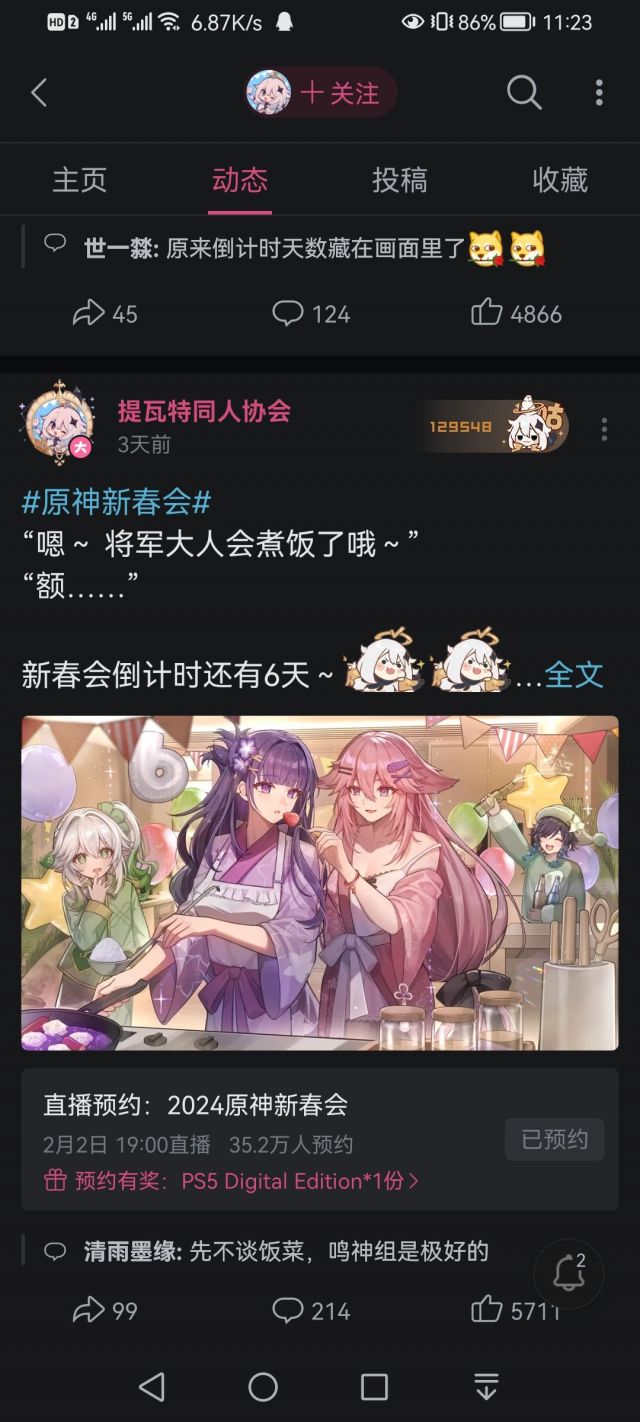 HD 2 4G 5G 6.87K/s 86% 11:23
十 关注
主页 动态 投稿 收藏
世一燚: 原来倒计时天数藏在画面里了
45 124 4866
提瓦特同人协会
大
129548
咕
3天前
#原神新春会#
“嗯~ 将军大人会煮饭了哦~”
“额……”
新春会倒计时还有6天~ …全文
6
直播预约：2024原神新春会
2月2日 19:00直播 35.2万人预约
已预约
预约有奖：PS5 Digital Edition*1份>
清雨墨缘: 先不谈饭菜，鸣神组是极好的
2
99 214 5711